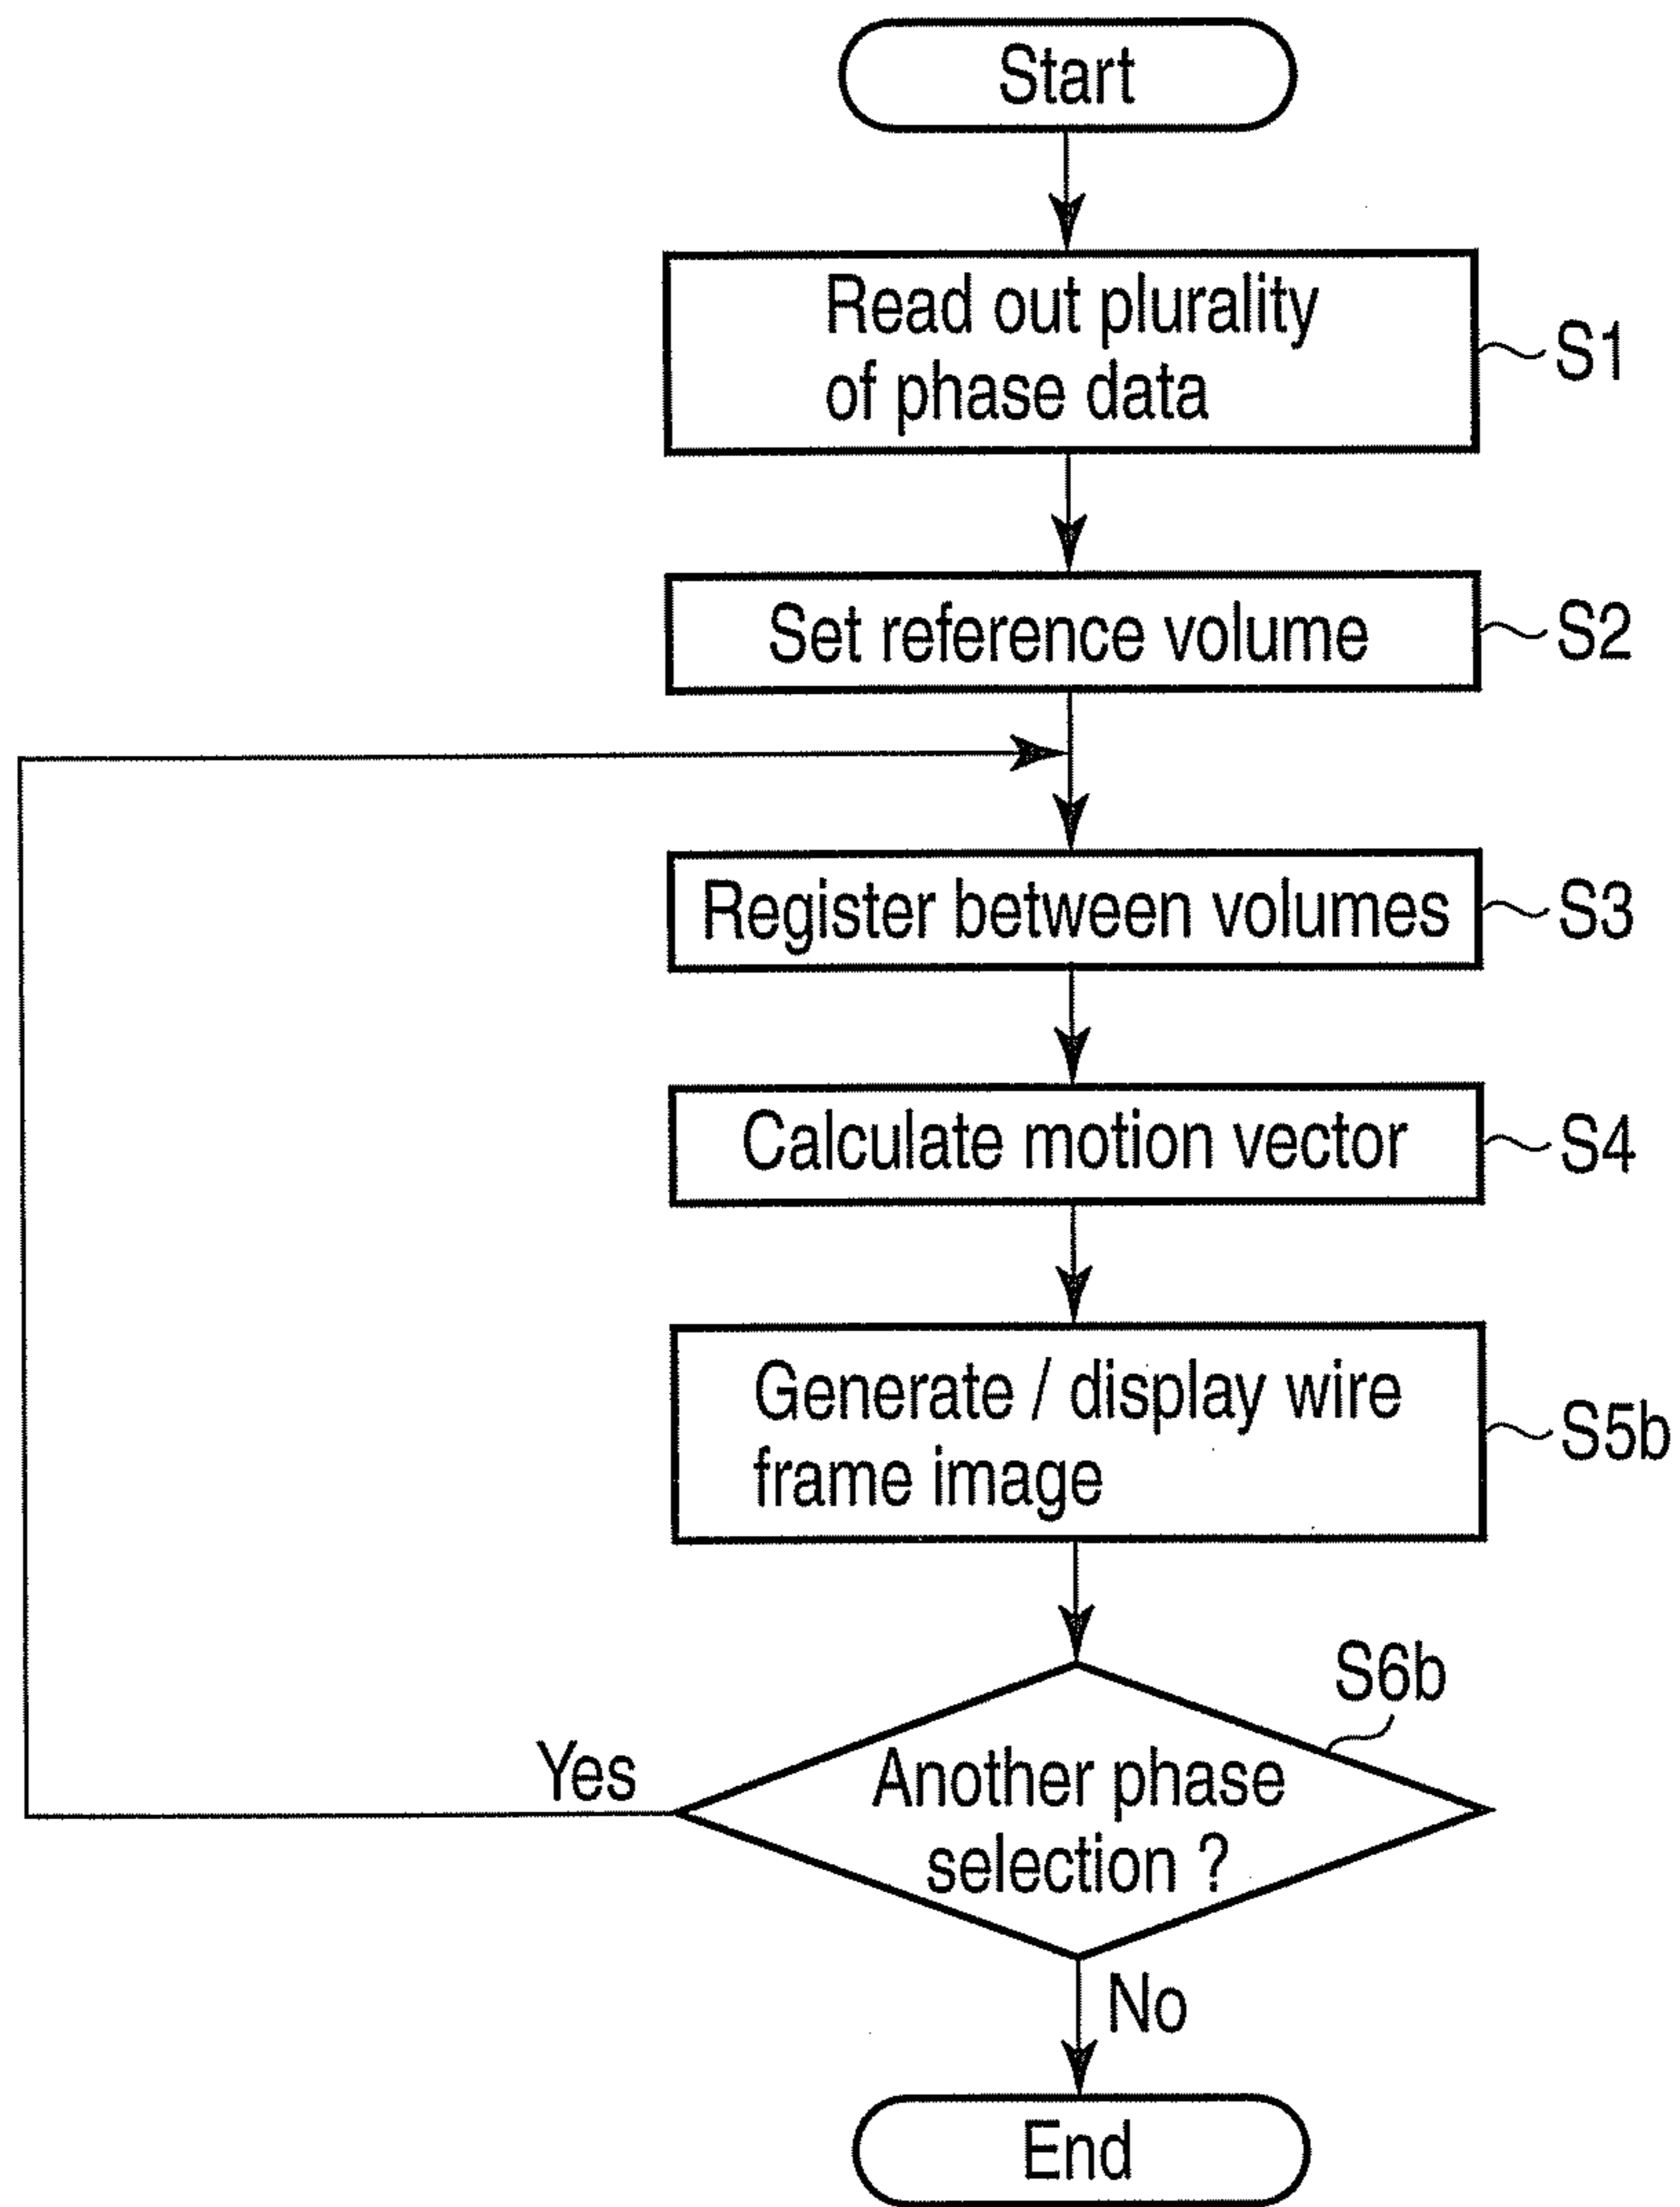 Start
Read out plurality
of phase data
S1
Set reference volume
S2
Register between volumes
S3
Calculate motion vector
S4
Generate / display wire
frame image
S5b
S6b
Yes
Another phase
selection ?
No
End